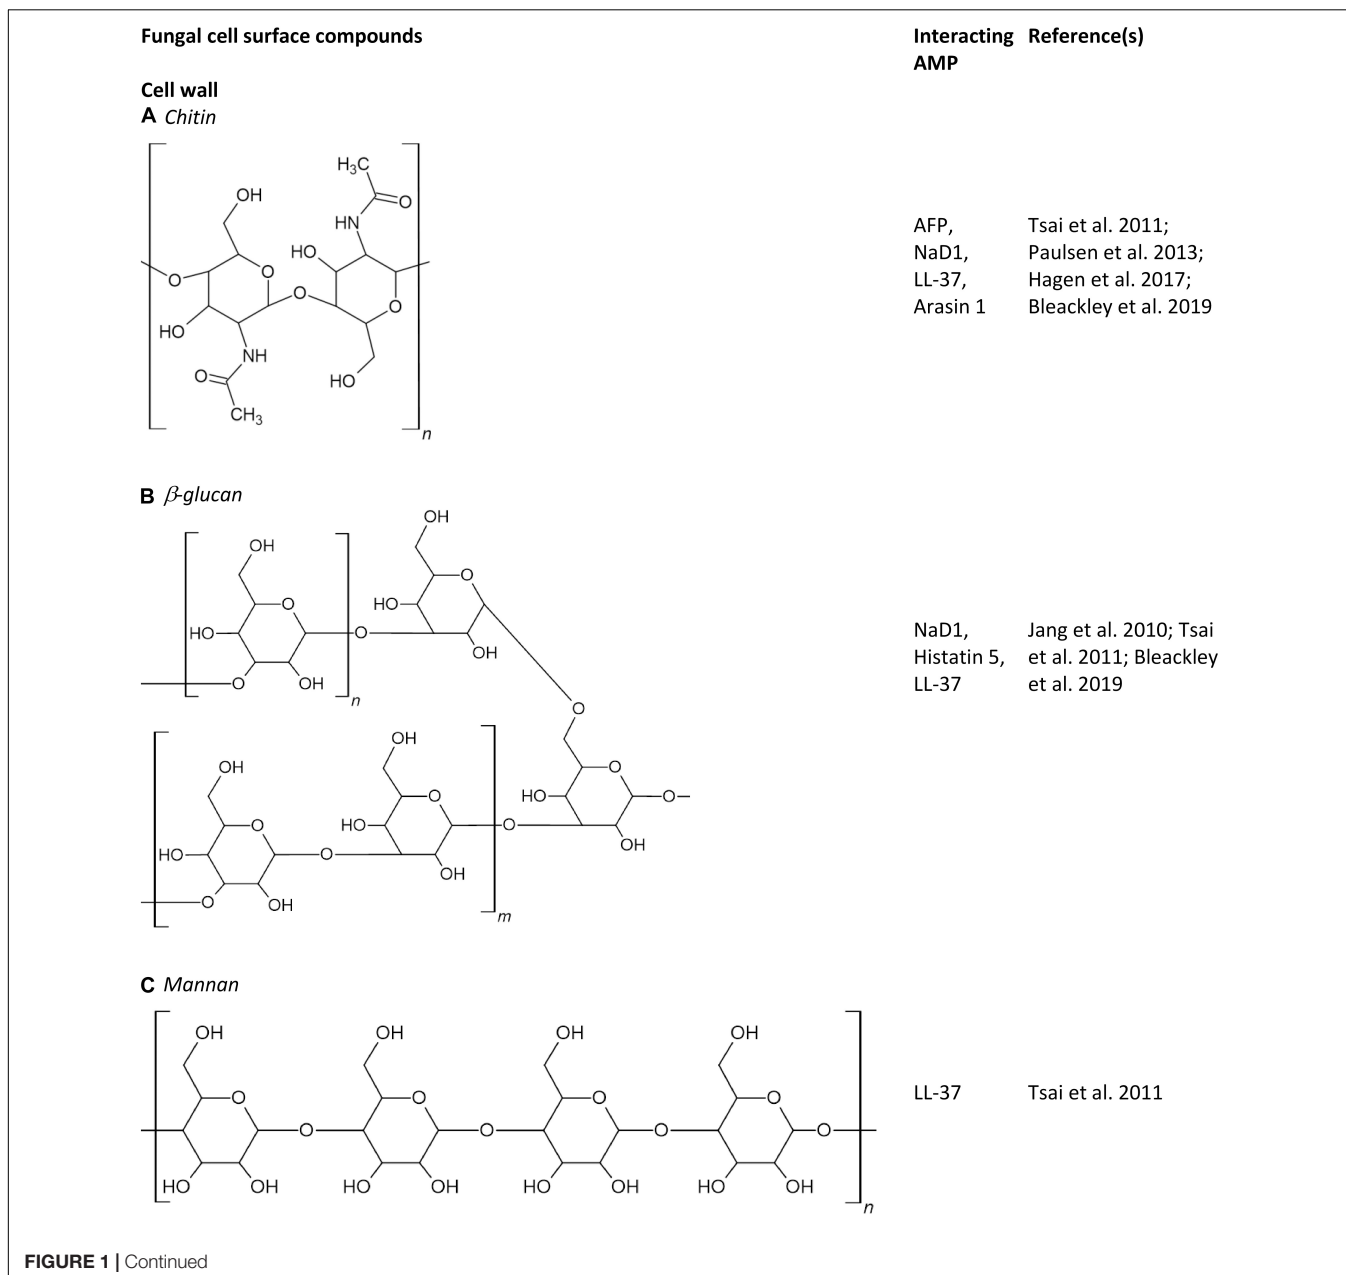 Fungal cell surface compounds
Interacting AMP
Reference(s)
Cell wall
A Chitin
H₃C
OH
O
HN
HO
O
O
O
O
HO
NH
O
HO
CH₃
n
AFP,
NaD1,
LL-37,
Arasin 1
Tsai et al. 2011;
Paulsen et al. 2013;
Hagen et al. 2017;
Bleackley et al. 2019
B β-glucan
OH
OH
O
HO
O
HO
O
OH
O
OH
n
O
NaD1,
Histatin 5,
LL-37
Jang et al. 2010; Tsai
et al. 2011; Bleackley
et al. 2019
OH
OH
O
O
HO
O
O
HO
O
HO
O
OH
OH
O
OH
m
C Mannan
OH
OH
OH
OH
O
O
O
O
O
O
O
O
HO
OH
HO
OH
HO
OH
HO
OH
n
LL-37
Tsai et al. 2011
FIGURE 1 | Continued